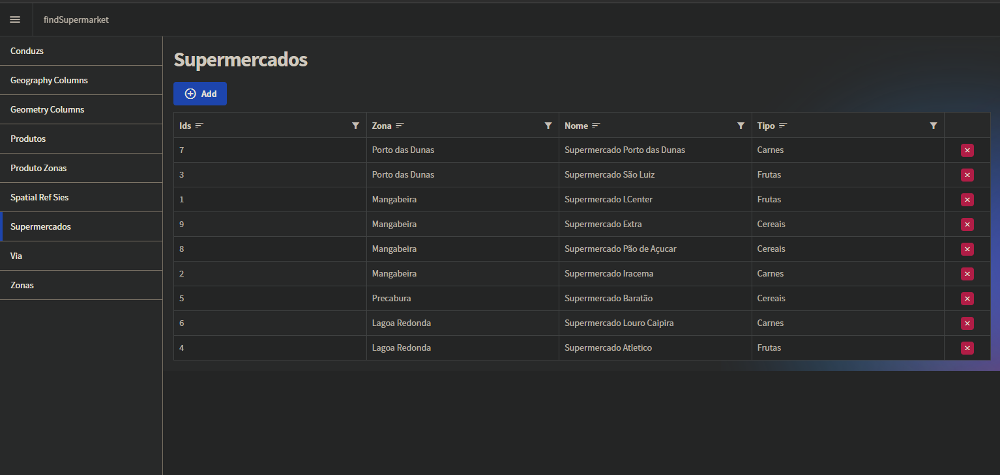 findSupermarket
Conduzs
Geography Columns
Geometry Columns
Produtos
Produto Zonas
Spatial Ref Sies
Supermercados
Via
Zonas
Supermercados
Add
Ids Zona Nome Tipo
7 Porto das Dunas Supermercado Porto das Dunas Carnes
3 Porto das Dunas Supermercado São Luiz Frutas
1 Mangabeira Supermercado LCenter Frutas
9 Mangabeira Supermercado Extra Cereais
8 Mangabeira Supermercado Pão de Açucar Cereais
2 Mangabeira Supermercado Iracema Carnes
5 Precabura Supermercado Baratão Cereais
6 Lagoa Redonda Supermercado Louro Caipira Carnes
4 Lagoa Redonda Supermercado Atletico Frutas